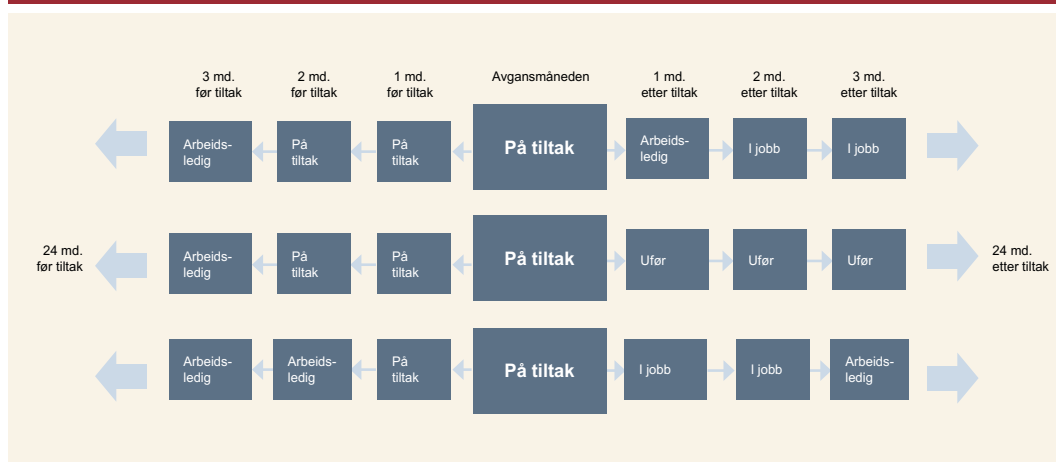 3 md.
før tiltak
2 md.
før tiltak
1 md.
før tiltak
Avgansmåneden
1 md.
etter tiltak
2 md.
etter tiltak
3 md.
etter tiltak
Arbeids-
ledig
På
tiltak
På
tiltak
På tiltak
Arbeids-
ledig
I jobb
I jobb
24 md.
før tiltak
Arbeids-
ledig
På
tiltak
På
tiltak
På tiltak
Ufør
Ufør
Ufør
24 md.
etter tiltak
Arbeids-
ledig
Arbeids-
ledig
På
tiltak
På tiltak
I jobb
I jobb
Arbeids-
ledig